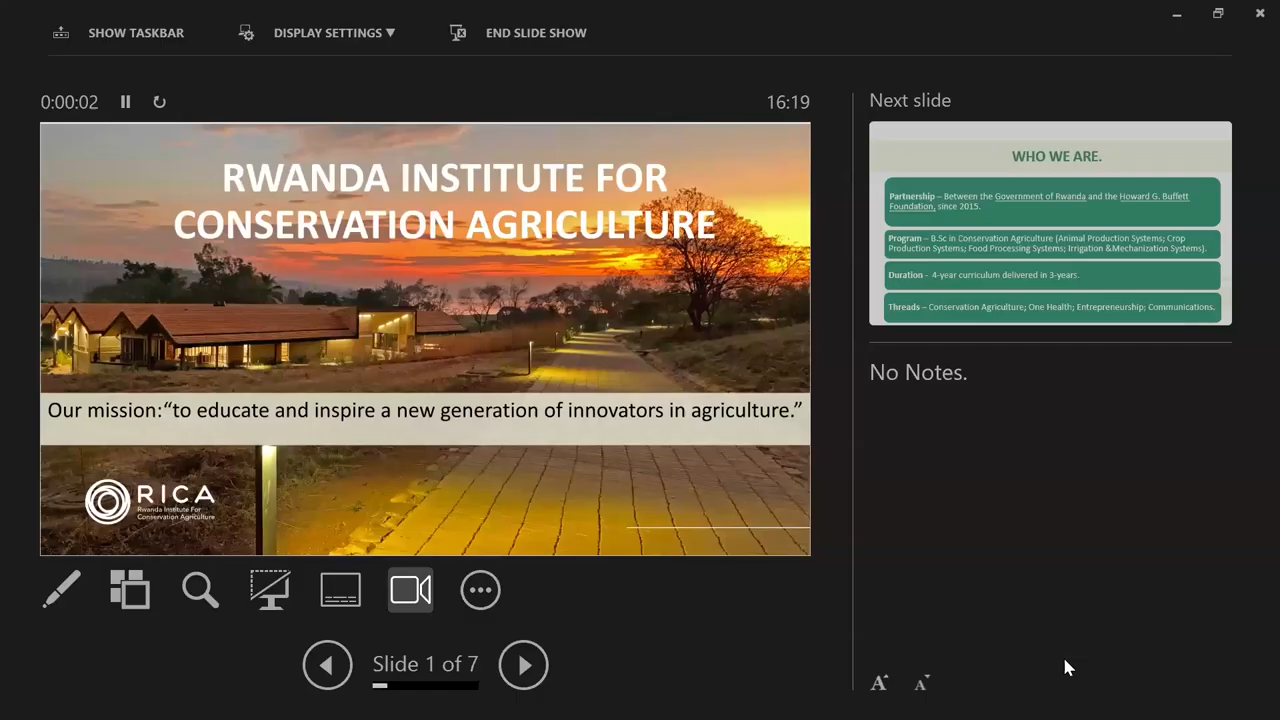 SHOW TASKBAR
DISPLAY SETTINGS ▼
END SLIDE SHOW
0:00:02
16:19
RWANDA INSTITUTE FOR
CONSERVATION AGRICULTURE
Our mission:“to educate and inspire a new generation of innovators in agriculture.”
RICA
Rwanda Institute For
Conservation Agriculture
Slide 1 of 7
Next slide
WHO WE ARE.
Partnership – Between the Government of Rwanda and the Howard G. Buffett
Foundation, since 2015.
Program – B.Sc in Conservation Agriculture (Animal Production Systems; Crop
Production Systems; Food Processing Systems; Irrigation &Mechanization Systems).
Duration - 4-year curriculum delivered in 3-years.
Threads – Conservation Agriculture; One Health; Entrepreneurship; Communications.
No Notes.
A A